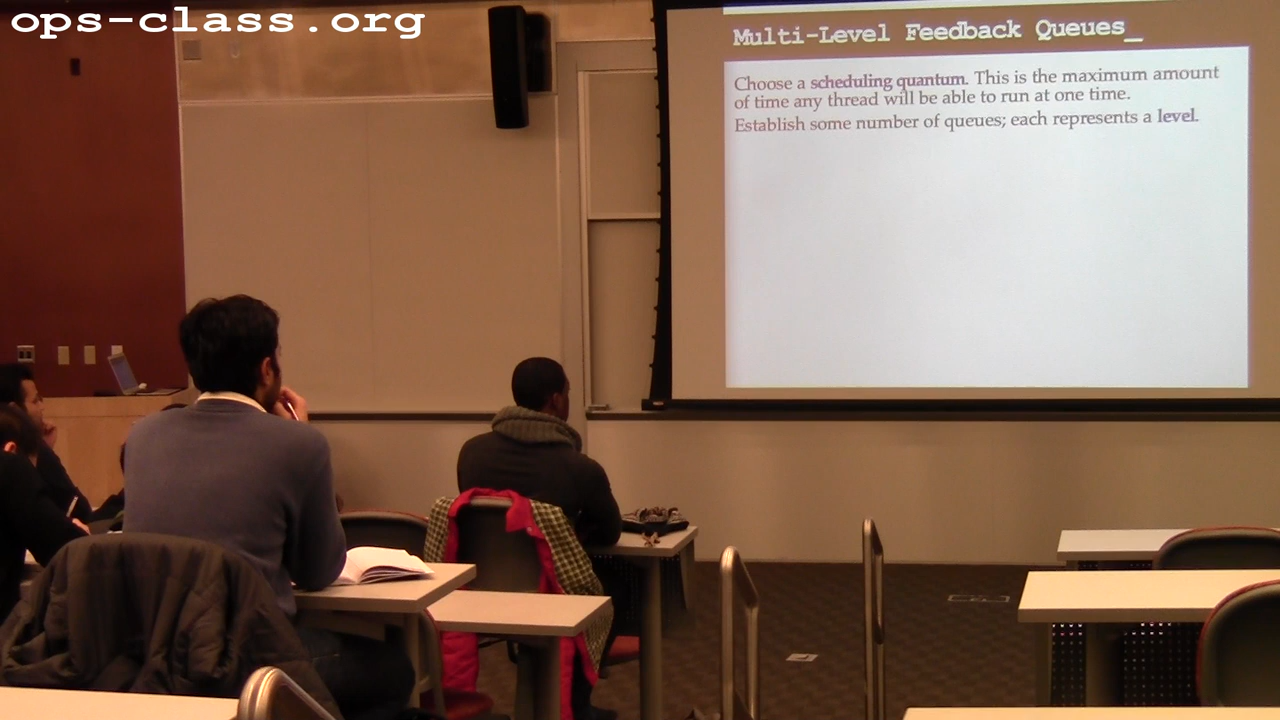 ops-class.org
Multi-Level Feedback Queues_
Choose a scheduling quantum. This is the maximum amount
of time any thread will be able to run at one time.
Establish some number of queues; each represents a level.